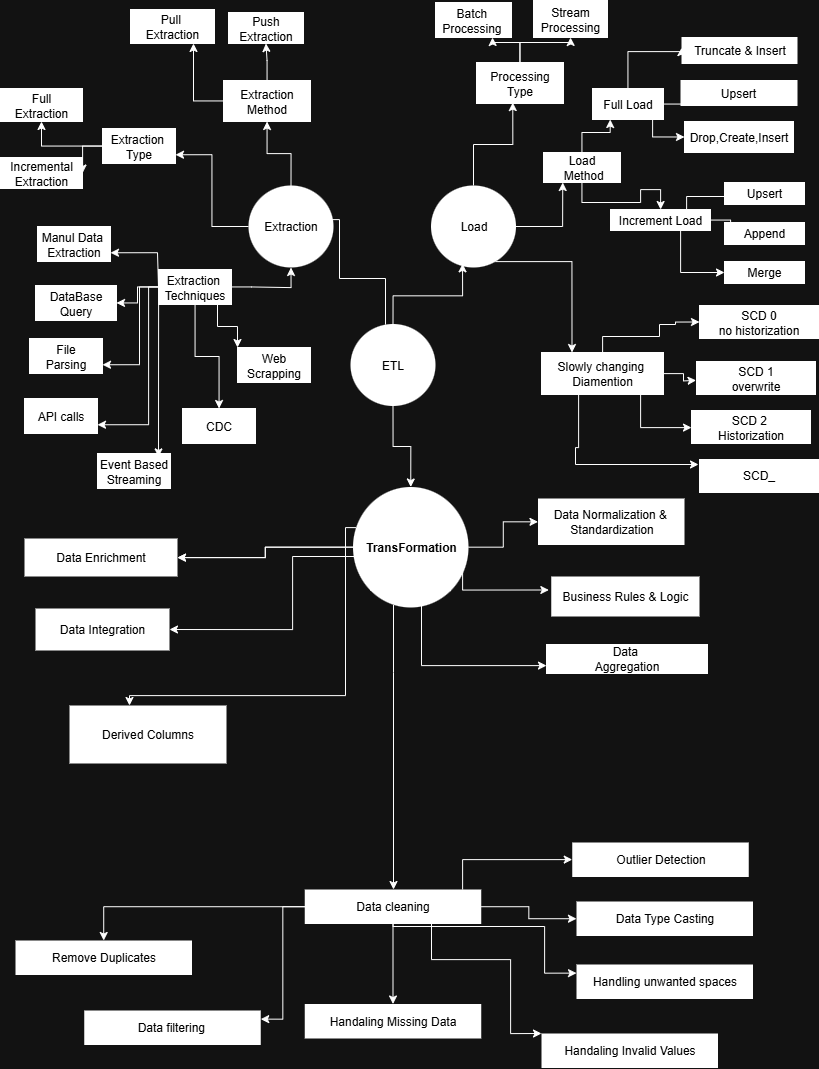 Pull
Extraction
Push
Extraction
Batch
Processing
Stream
Processing
Truncate & Insert
Extraction
Method
Processing
Type
Full Load
Upsert
Full
Extraction
Extraction
Type
Drop,Create,Insert
Incremental
Extraction
Load
Method
Upsert
Increment Load
Append
Extraction
Load
Merge
Manul Data
Extraction
Extraction
Techniques
DataBase
Query
SCD 0
no historization
File
Parsing
Web
Scrapping
ETL
Slowly changing
Diamention
SCD 1
overwrite
API calls
CDC
SCD 2
Historization
Event Based
Streaming
SCD_
Data Normalization &
Standardization
TransFormation
Data Enrichment
Business Rules & Logic
Data Integration
Data
Aggregation
Derived Columns
Outlier Detection
Data cleaning
Data Type Casting
Remove Duplicates
Handling unwanted spaces
Data filtering
Handaling Missing Data
Handaling Invalid Values